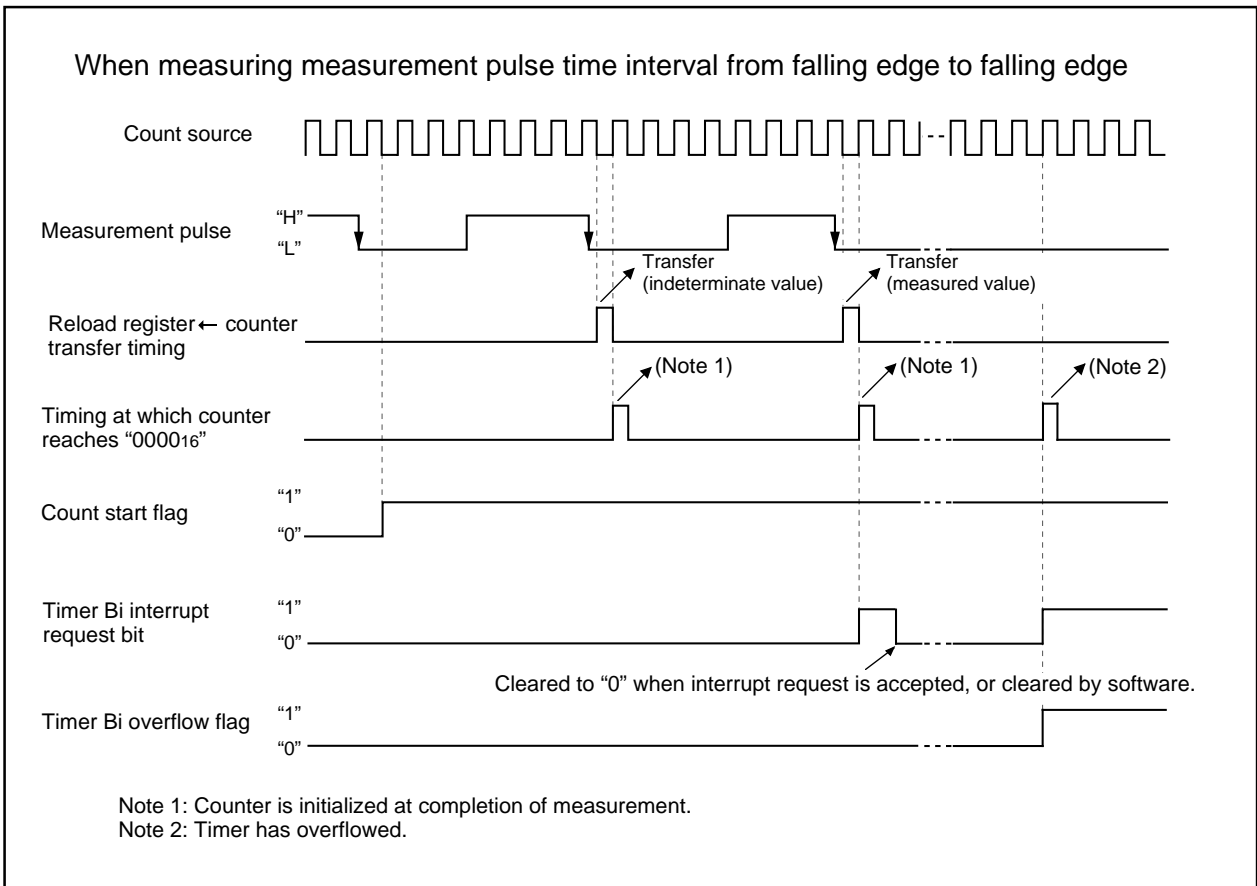 When measuring measurement pulse time interval from falling edge to falling edge
Count source
Measurement pulse
“H”
“L”
Transfer
(indeterminate value)
Transfer
(measured value)
Reload register ← counter
transfer timing
(Note 1)
(Note 1)
(Note 2)
Timing at which counter
reaches “000016”
Count start flag
“1”
“0”
Timer Bi interrupt
request bit
“1”
“0”
Cleared to “0” when interrupt request is accepted, or cleared by software.
Timer Bi overflow flag
“1”
“0”
Note 1: Counter is initialized at completion of measurement.
Note 2: Timer has overflowed.